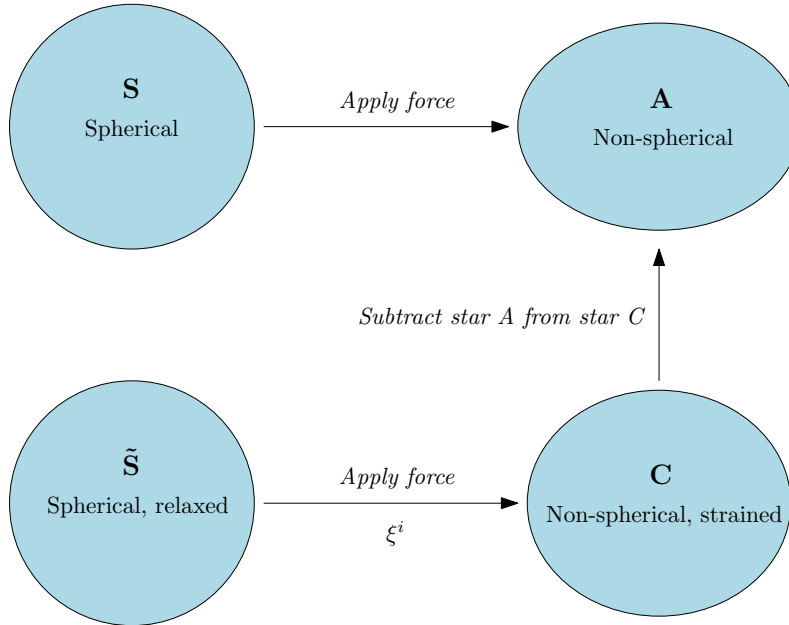 S
Spherical
Apply force
A
Non-spherical
Subtract star A from star C
S̃
Spherical, relaxed
Apply force
ξ^i
C
Non-spherical, strained